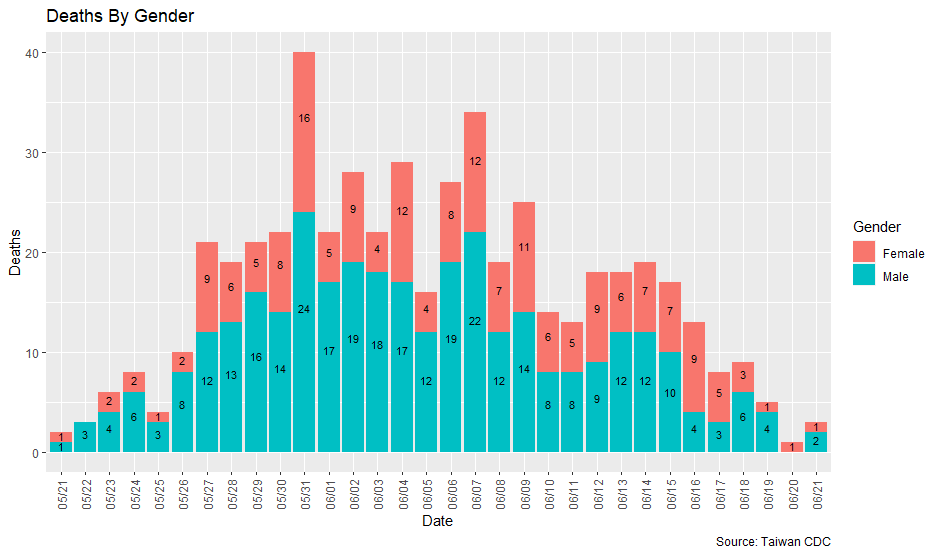 Deaths By Gender
40
30
20
10
0
Deaths
1 2 2 1 2 9 6 5 8 16 5 9 4 12 4 8 12 7 11 6 5 9 6 7 7 9 5 3 1 1 1
1 3 4 6 3 8 12 13 16 14 24 17 19 18 17 12 19 22 12 14 8 8 9 12 12 10 4 3 6 4 2
05/21 05/22 05/23 05/24 05/25 05/26 05/27 05/28 05/29 05/30 05/31 06/01 06/02 06/03 06/04 06/05 06/06 06/07 06/08 06/09 06/10 06/11 06/12 06/13 06/14 06/15 06/16 06/17 06/18 06/19 06/20 06/21
Date
Gender
Female
Male
Source: Taiwan CDC